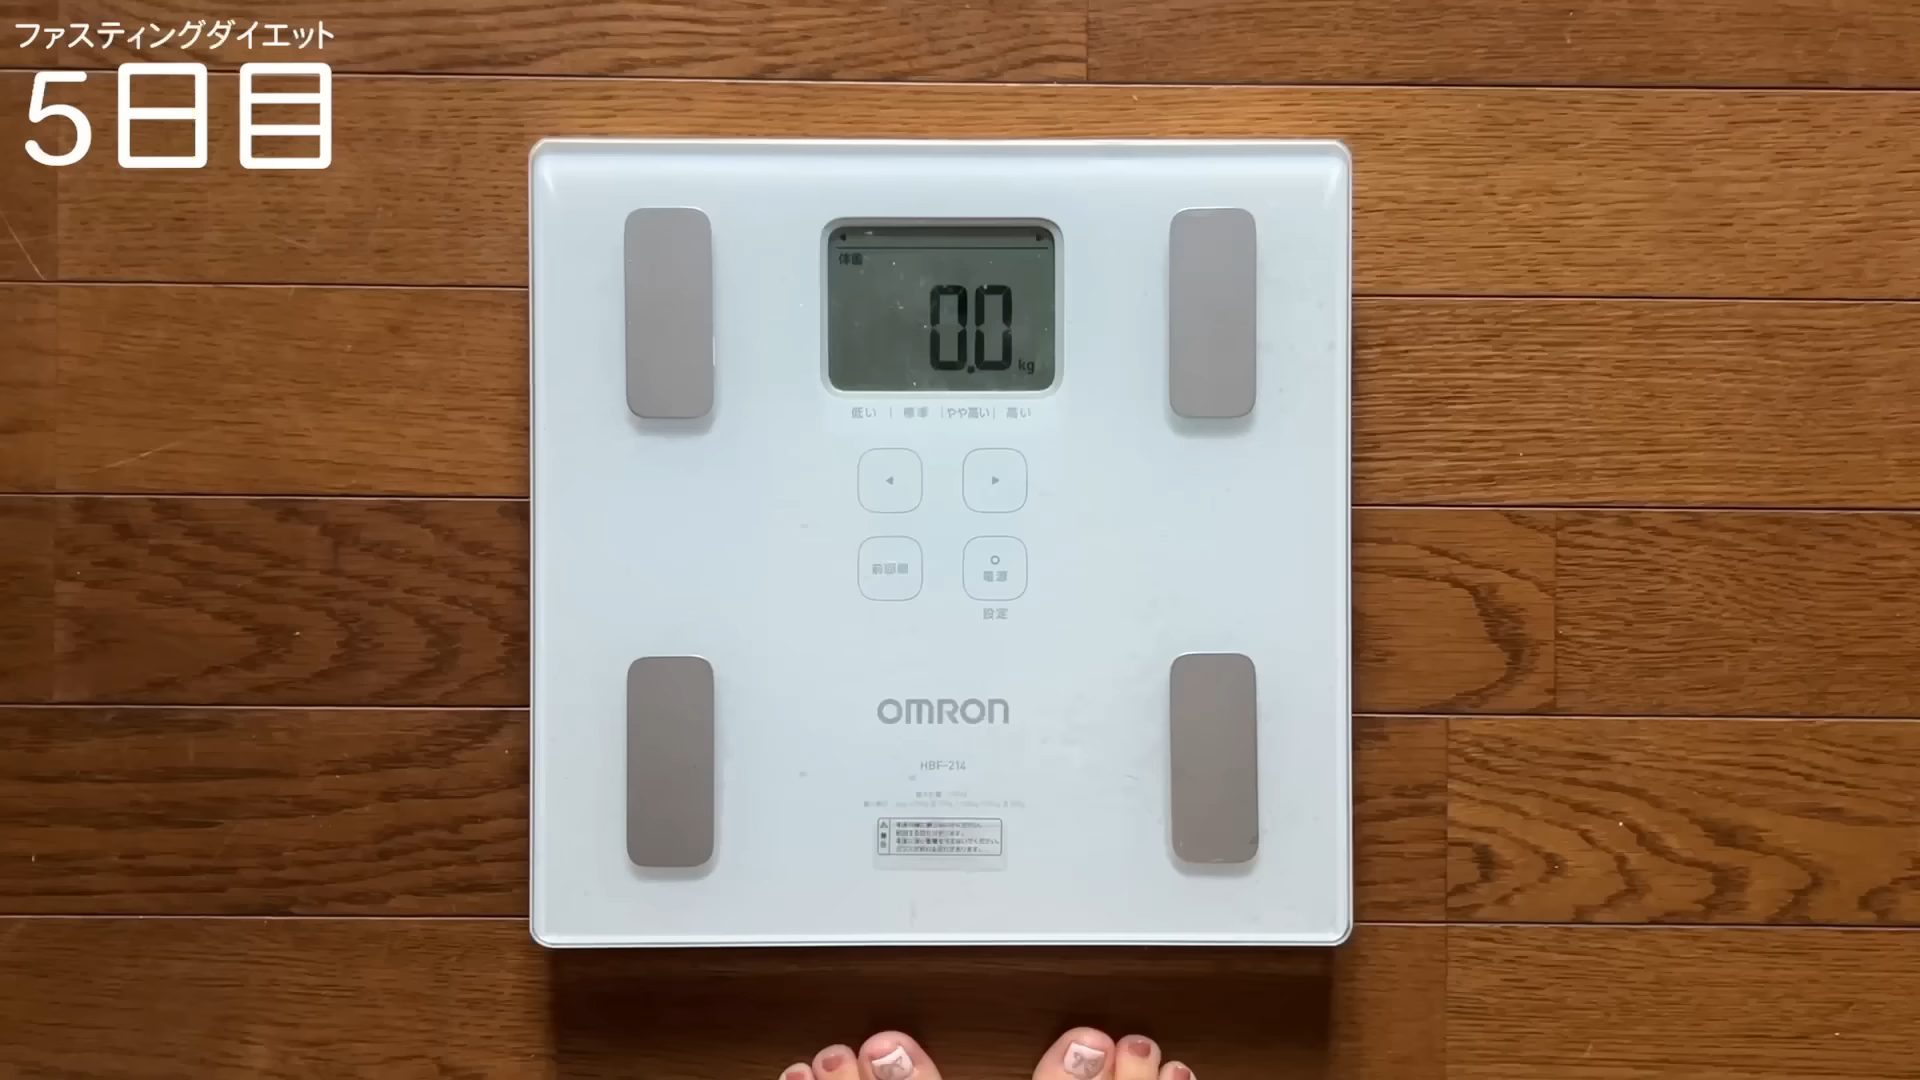 ファスティングダイエット
5日目
体重
0.0 kg
低い | 標準 | やや高い | 高い
前回値
電源
設定
OMRON
HBF-214